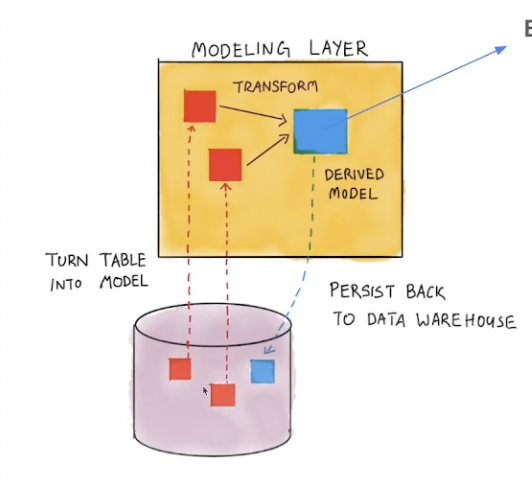 MODELING LAYER
TRANSFORM
DERIVED
MODEL
TURN TABLE
INTO MODEL
PERSIST BACK
TO DATA WAREHOUSE